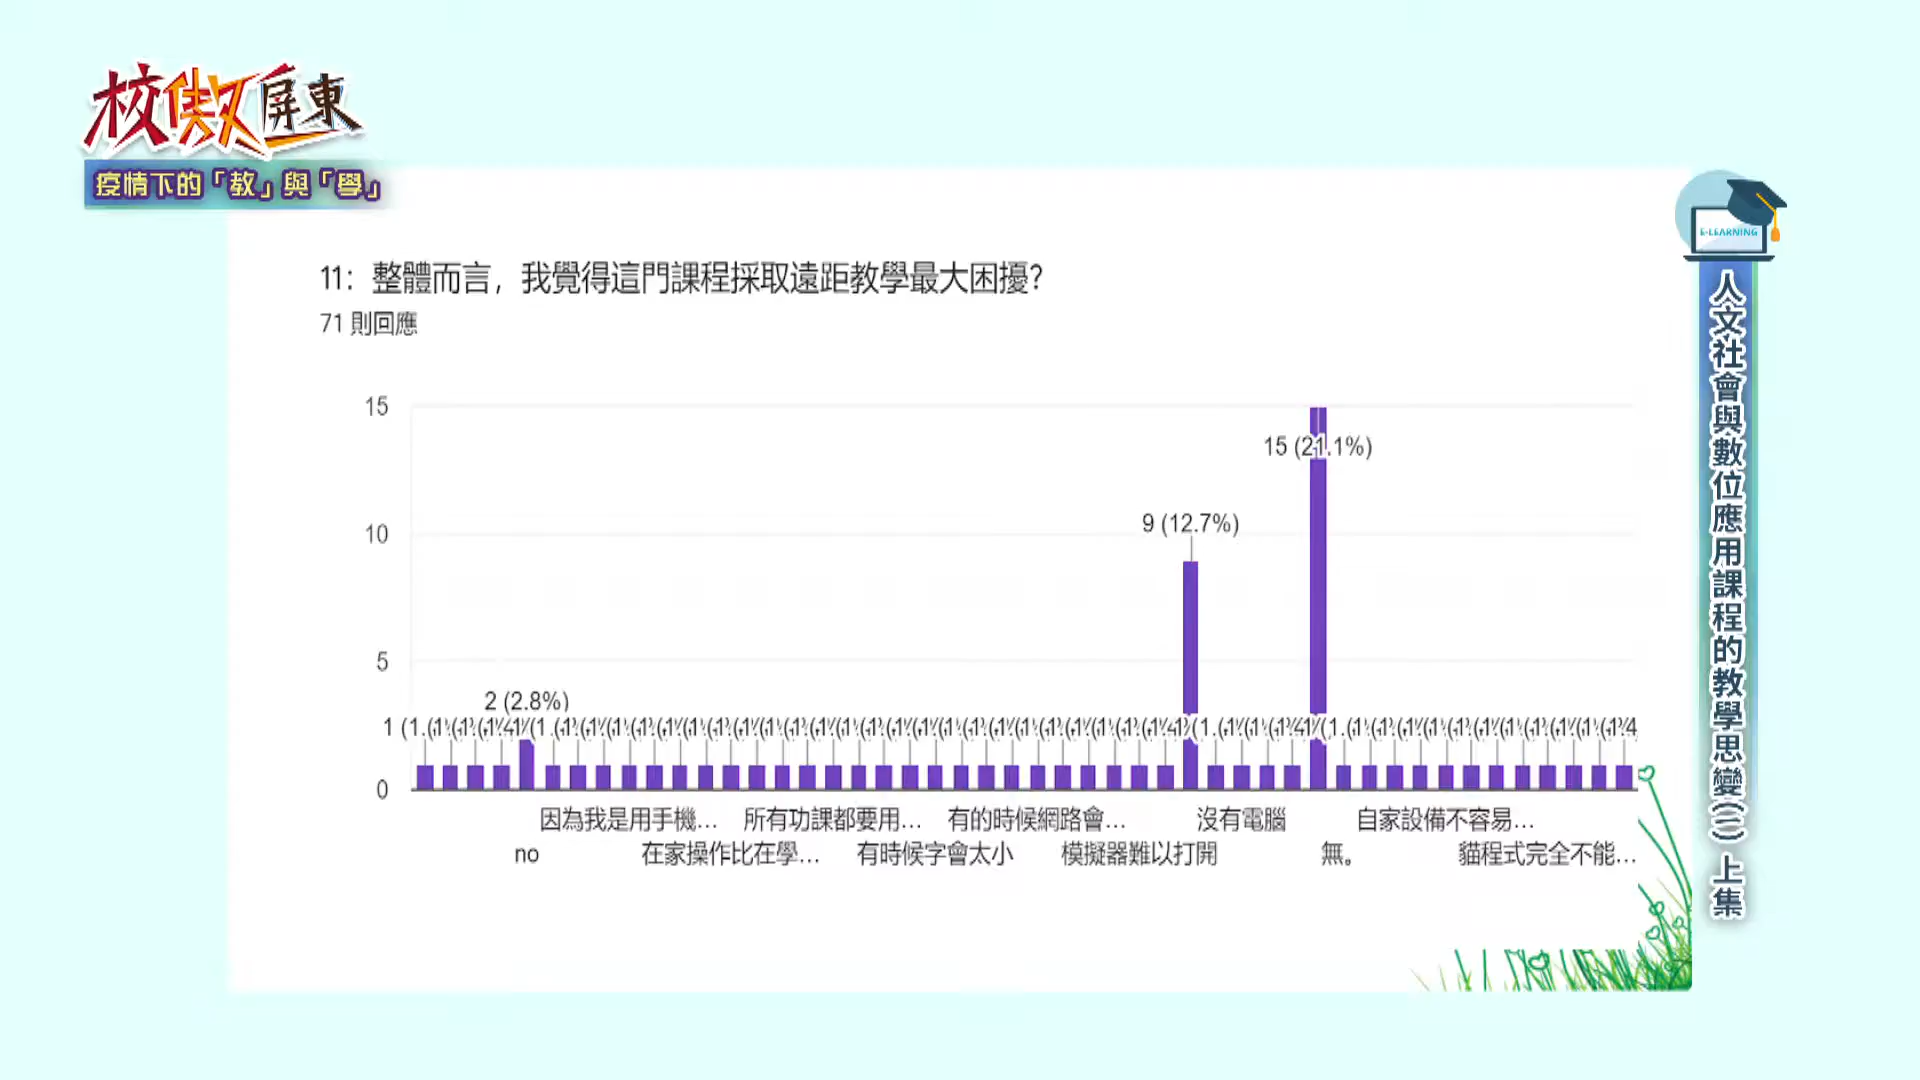 校傲屏東
疫情下的「教」與「學」
E-LEARNING
人文社會與數位應用課程的教學思變(二)上集
11：整體而言，我覺得這門課程採取遠距教學最大困擾?
71 則回應
15
10
5
0
15 (21.1%)
9 (12.7%)
2 (2.8%)
因為我是用手機…
所有功課都要用…
有的時候網路會…
沒有電腦
自家設備不容易…
no
在家操作比在學…
有時候字會太小
模擬器難以打開
無。
貓程式完全不能…